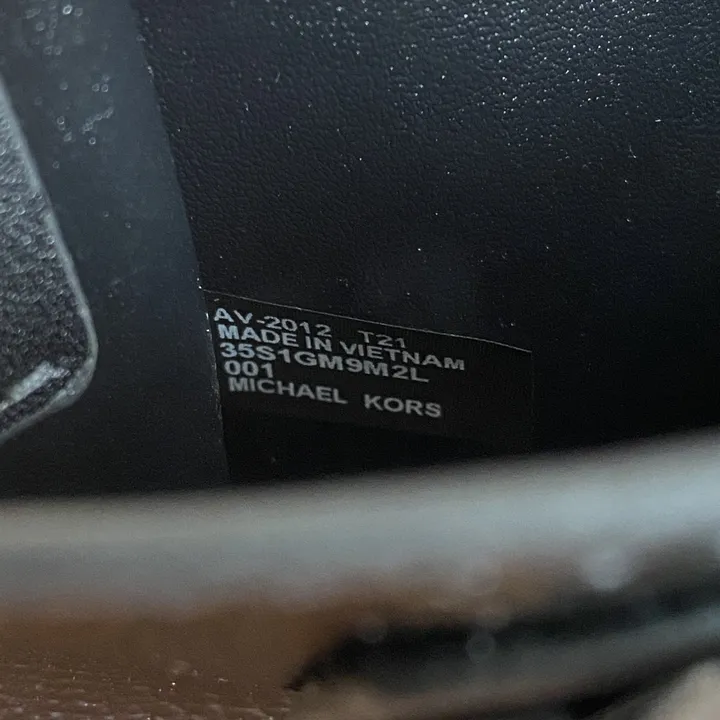 AV-2012 T21
MADE IN VIETNAM
35S1GM9M2L
001
MICHAEL KORS